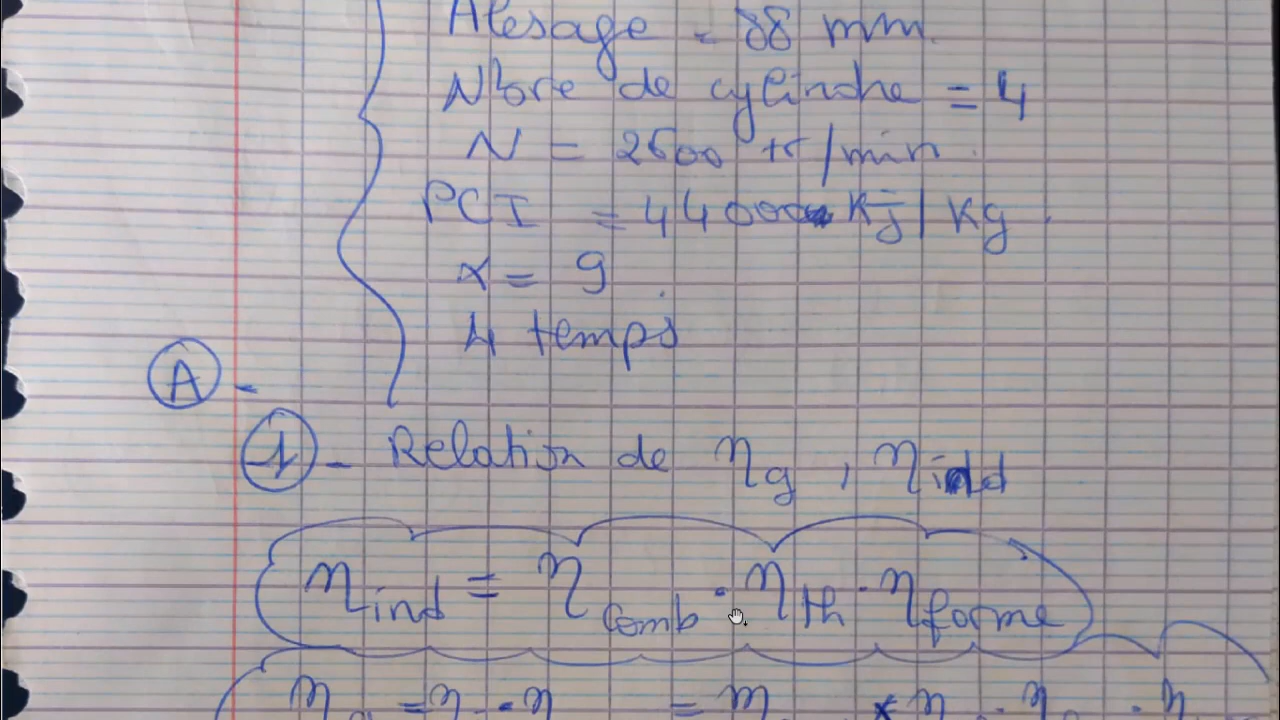 Alesage = 88 mm.
Nbre de cylindre = 4
N = 2600 tr/min.
PCI = 44000 KJ/Kg.
α = 9.
4 temps
A -
1 - Relation de ηg, ηind
ηind = ηcomb · ηth · ηforme
η = η · η = η * η · η · η